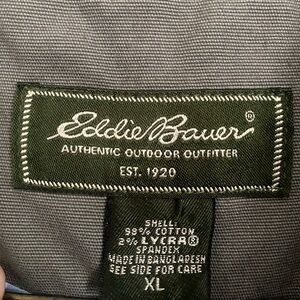 Eddie Bauer®
AUTHENTIC OUTDOOR OUTFITTER
EST. 1920
SHELL:
98% COTTON
2% LYCRA®
SPANDEX
MADE IN BANGLADESH
SEE SIDE FOR CARE
XL